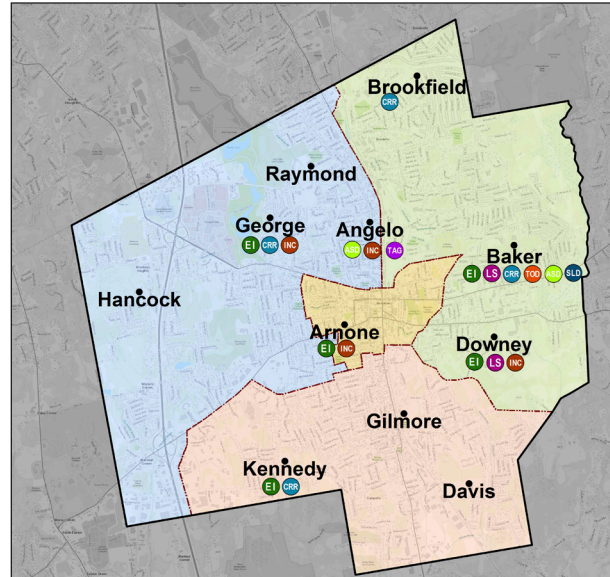 Brookfield
CRR
Raymond
George
EI CRR INC
Angelo
ASD INC TAG
Baker
EI LS CRR TOD ASD SLD
Hancock
Arnone
EI INC
Downey
EI LS INC
Gilmore
Kennedy
EI CRR
Davis